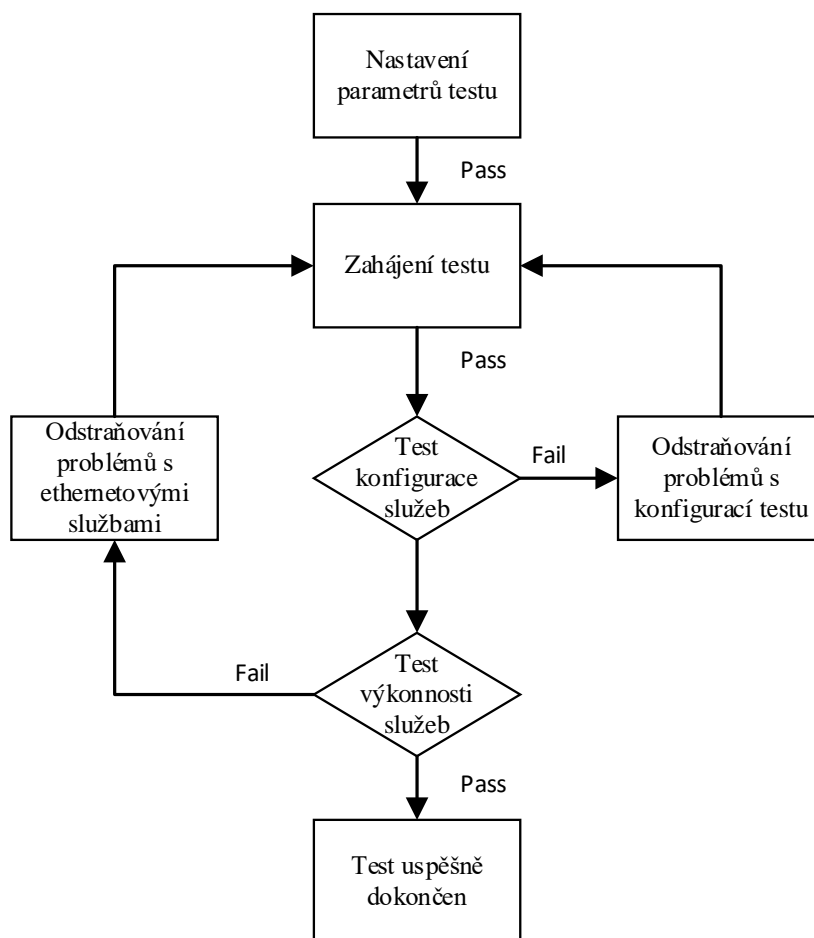 Nastavení
parametrů testu
Pass
Zahájení testu
Pass
Test
konfigurace
služeb
Fail
Odstraňování
problémů s
konfigurací testu
Odstraňování
problémů s
ethernetovými
službami
Test
výkonnosti
služeb
Fail
Pass
Test uspěšně
dokončen